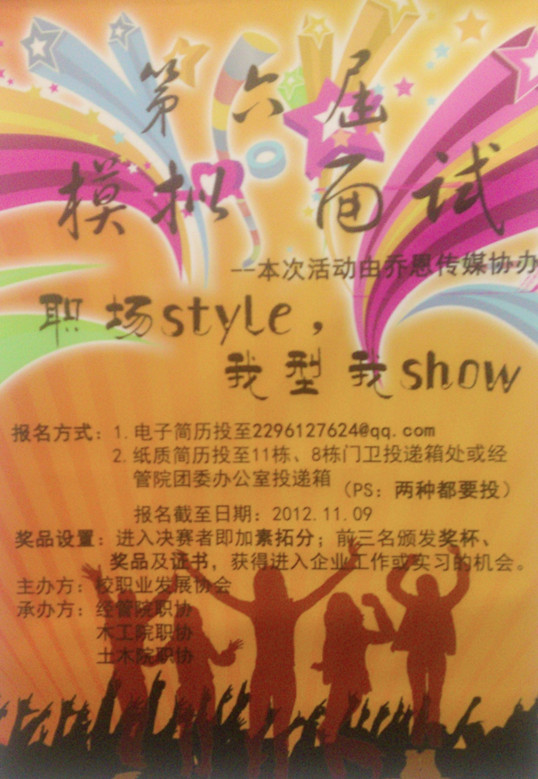 第六届
模拟面试
--本次活动由乔恩传媒协办
职场style，
我型我show
报名方式：1.电子简历投至2296127624@qq.com
2.纸质简历投至11栋、8栋门卫投递箱处或经
管院团委办公室投递箱
（PS：两种都要投）
报名截至日期：2012.11.09
奖品设置：进入决赛者即加素拓分；前三名颁发奖杯、
奖品及证书，获得进入企业工作或实习的机会。
主办方：校职业发展协会
承办方：经管院职协
木工院职协
土木院职协